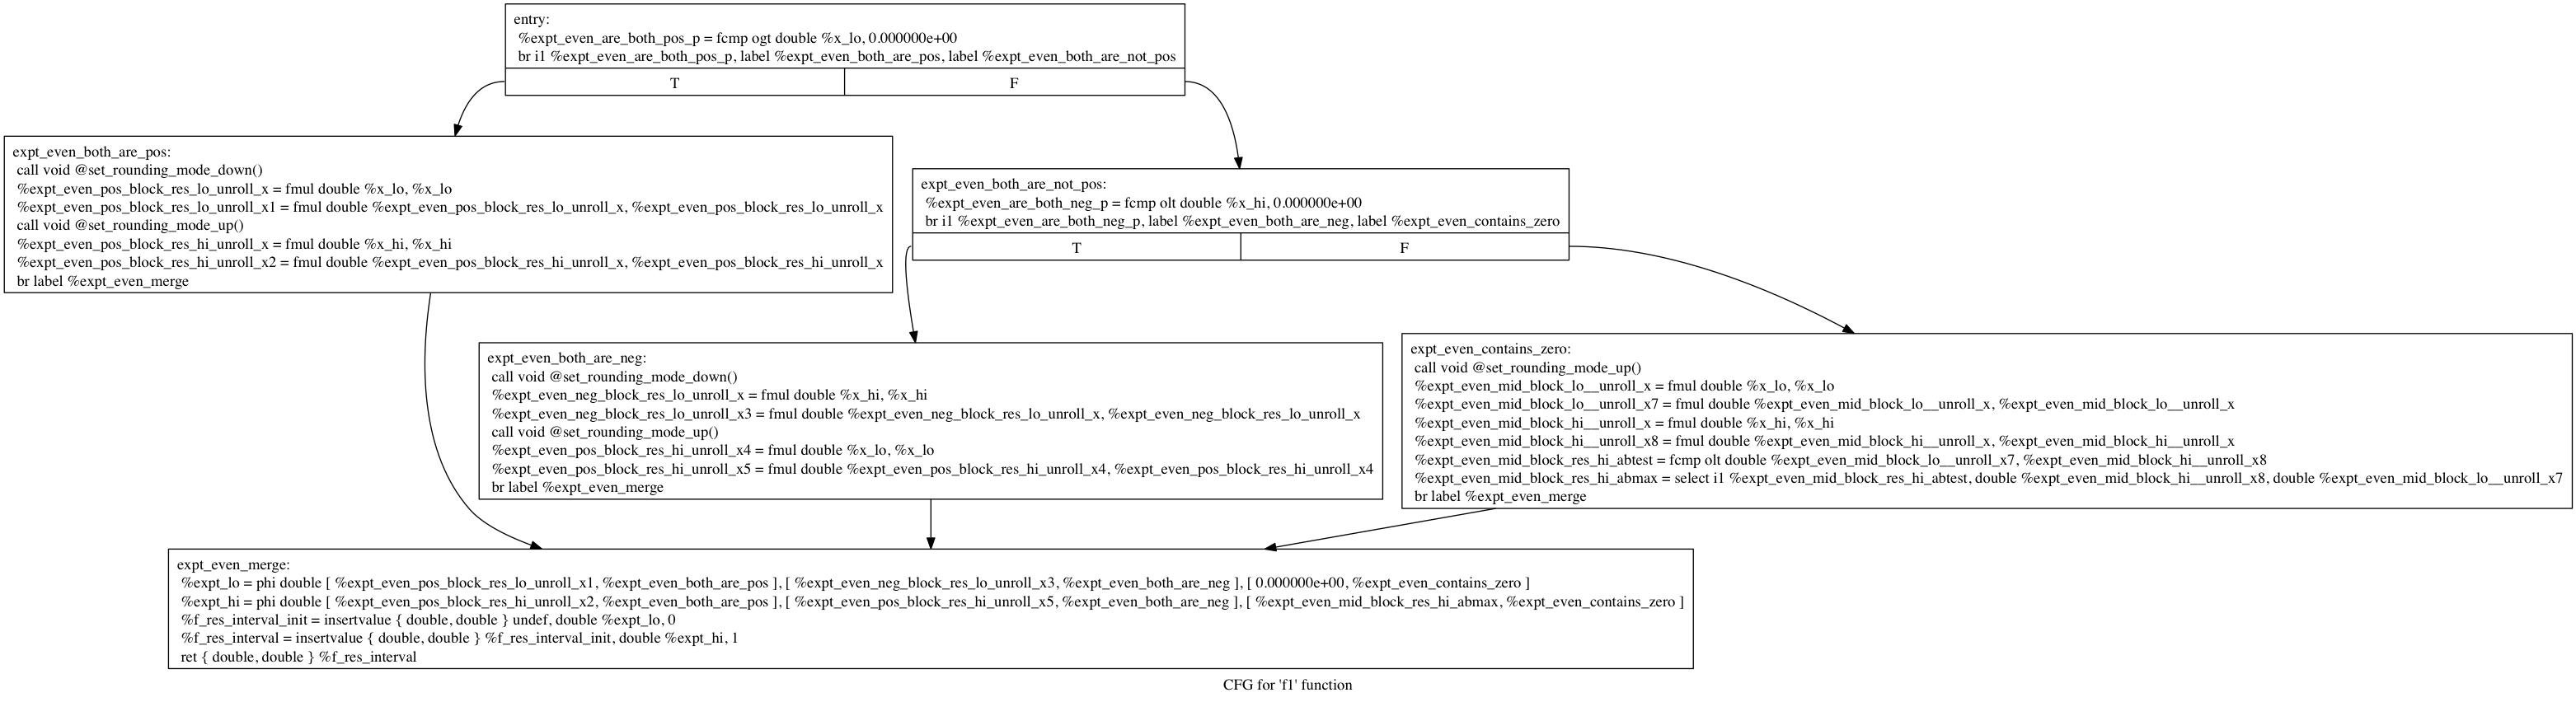 entry:
%expt_even_are_both_pos_p = fcmp ogt double %x_lo, 0.000000e+00
br i1 %expt_even_are_both_pos_p, label %expt_even_both_are_pos, label %expt_even_both_are_not_pos
T
F
expt_even_both_are_pos:
call void @set_rounding_mode_down()
%expt_even_pos_block_res_lo_unroll_x = fmul double %x_lo, %x_lo
%expt_even_pos_block_res_lo_unroll_x1 = fmul double %expt_even_pos_block_res_lo_unroll_x, %expt_even_pos_block_res_lo_unroll_x
call void @set_rounding_mode_up()
%expt_even_pos_block_res_hi_unroll_x = fmul double %x_hi, %x_hi
%expt_even_pos_block_res_hi_unroll_x2 = fmul double %expt_even_pos_block_res_hi_unroll_x, %expt_even_pos_block_res_hi_unroll_x
br label %expt_even_merge
expt_even_both_are_not_pos:
%expt_even_are_both_neg_p = fcmp olt double %x_hi, 0.000000e+00
br i1 %expt_even_are_both_neg_p, label %expt_even_both_are_neg, label %expt_even_contains_zero
T
F
expt_even_both_are_neg:
call void @set_rounding_mode_down()
%expt_even_neg_block_res_lo_unroll_x = fmul double %x_hi, %x_hi
%expt_even_neg_block_res_lo_unroll_x3 = fmul double %expt_even_neg_block_res_lo_unroll_x, %expt_even_neg_block_res_lo_unroll_x
call void @set_rounding_mode_up()
%expt_even_pos_block_res_hi_unroll_x4 = fmul double %x_lo, %x_lo
%expt_even_pos_block_res_hi_unroll_x5 = fmul double %expt_even_pos_block_res_hi_unroll_x4, %expt_even_pos_block_res_hi_unroll_x4
br label %expt_even_merge
expt_even_contains_zero:
call void @set_rounding_mode_up()
%expt_even_mid_block_lo__unroll_x = fmul double %x_lo, %x_lo
%expt_even_mid_block_lo__unroll_x7 = fmul double %expt_even_mid_block_lo__unroll_x, %expt_even_mid_block_lo__unroll_x
%expt_even_mid_block_hi__unroll_x = fmul double %x_hi, %x_hi
%expt_even_mid_block_hi__unroll_x8 = fmul double %expt_even_mid_block_hi__unroll_x, %expt_even_mid_block_hi__unroll_x
%expt_even_mid_block_res_hi_abtest = fcmp olt double %expt_even_mid_block_lo__unroll_x7, %expt_even_mid_block_hi__unroll_x8
%expt_even_mid_block_res_hi_abmax = select i1 %expt_even_mid_block_res_hi_abtest, double %expt_even_mid_block_hi__unroll_x8, double %expt_even_mid_block_lo__unroll_x7
br label %expt_even_merge
expt_even_merge:
%expt_lo = phi double [ %expt_even_pos_block_res_lo_unroll_x1, %expt_even_both_are_pos ], [ %expt_even_neg_block_res_lo_unroll_x3, %expt_even_both_are_neg ], [ 0.000000e+00, %expt_even_contains_zero ]
%expt_hi = phi double [ %expt_even_pos_block_res_hi_unroll_x2, %expt_even_both_are_pos ], [ %expt_even_pos_block_res_hi_unroll_x5, %expt_even_both_are_neg ], [ %expt_even_mid_block_res_hi_abmax, %expt_even_contains_zero ]
%f_res_interval_init = insertvalue { double, double } undef, double %expt_lo, 0
%f_res_interval = insertvalue { double, double } %f_res_interval_init, double %expt_hi, 1
ret { double, double } %f_res_interval
CFG for 'f1' function